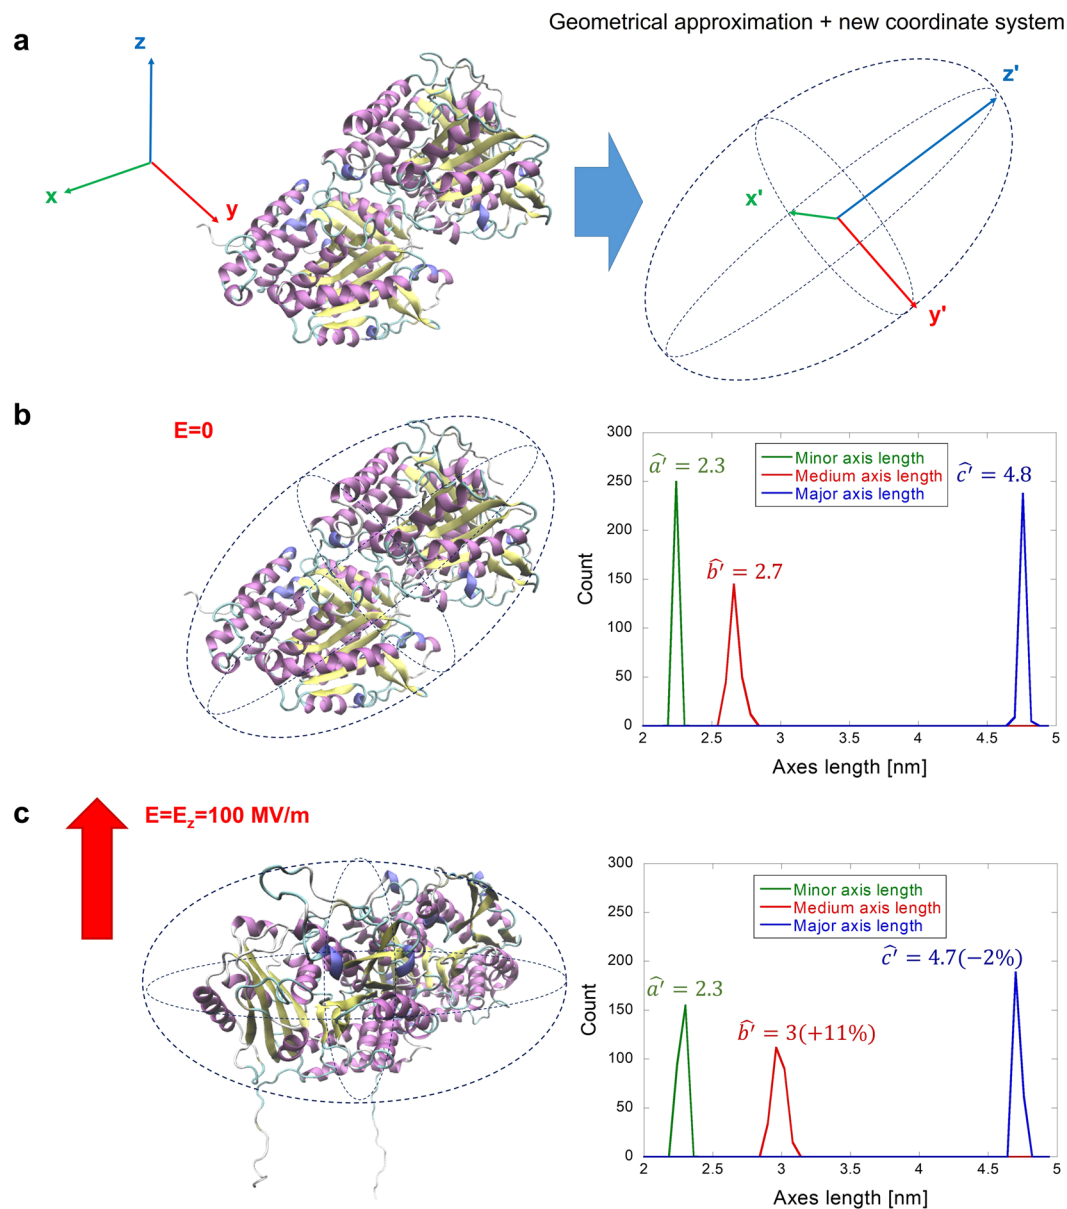 Geometrical approximation + new coordinate system
a
z
x
y
z'
x'
y'
b
E=0
300
250
200
150
100
50
0
Count
Minor axis length
Medium axis length
Major axis length
â' = 2.3
b̂' = 2.7
ĉ' = 4.8
2
2.5
3
3.5
4
4.5
5
Axes length [nm]
c
E=E_z=100 MV/m
300
250
200
150
100
50
0
Count
Minor axis length
Medium axis length
Major axis length
ĉ' = 4.7(−2%)
â' = 2.3
b̂' = 3(+11%)
2
2.5
3
3.5
4
4.5
5
Axes length [nm]